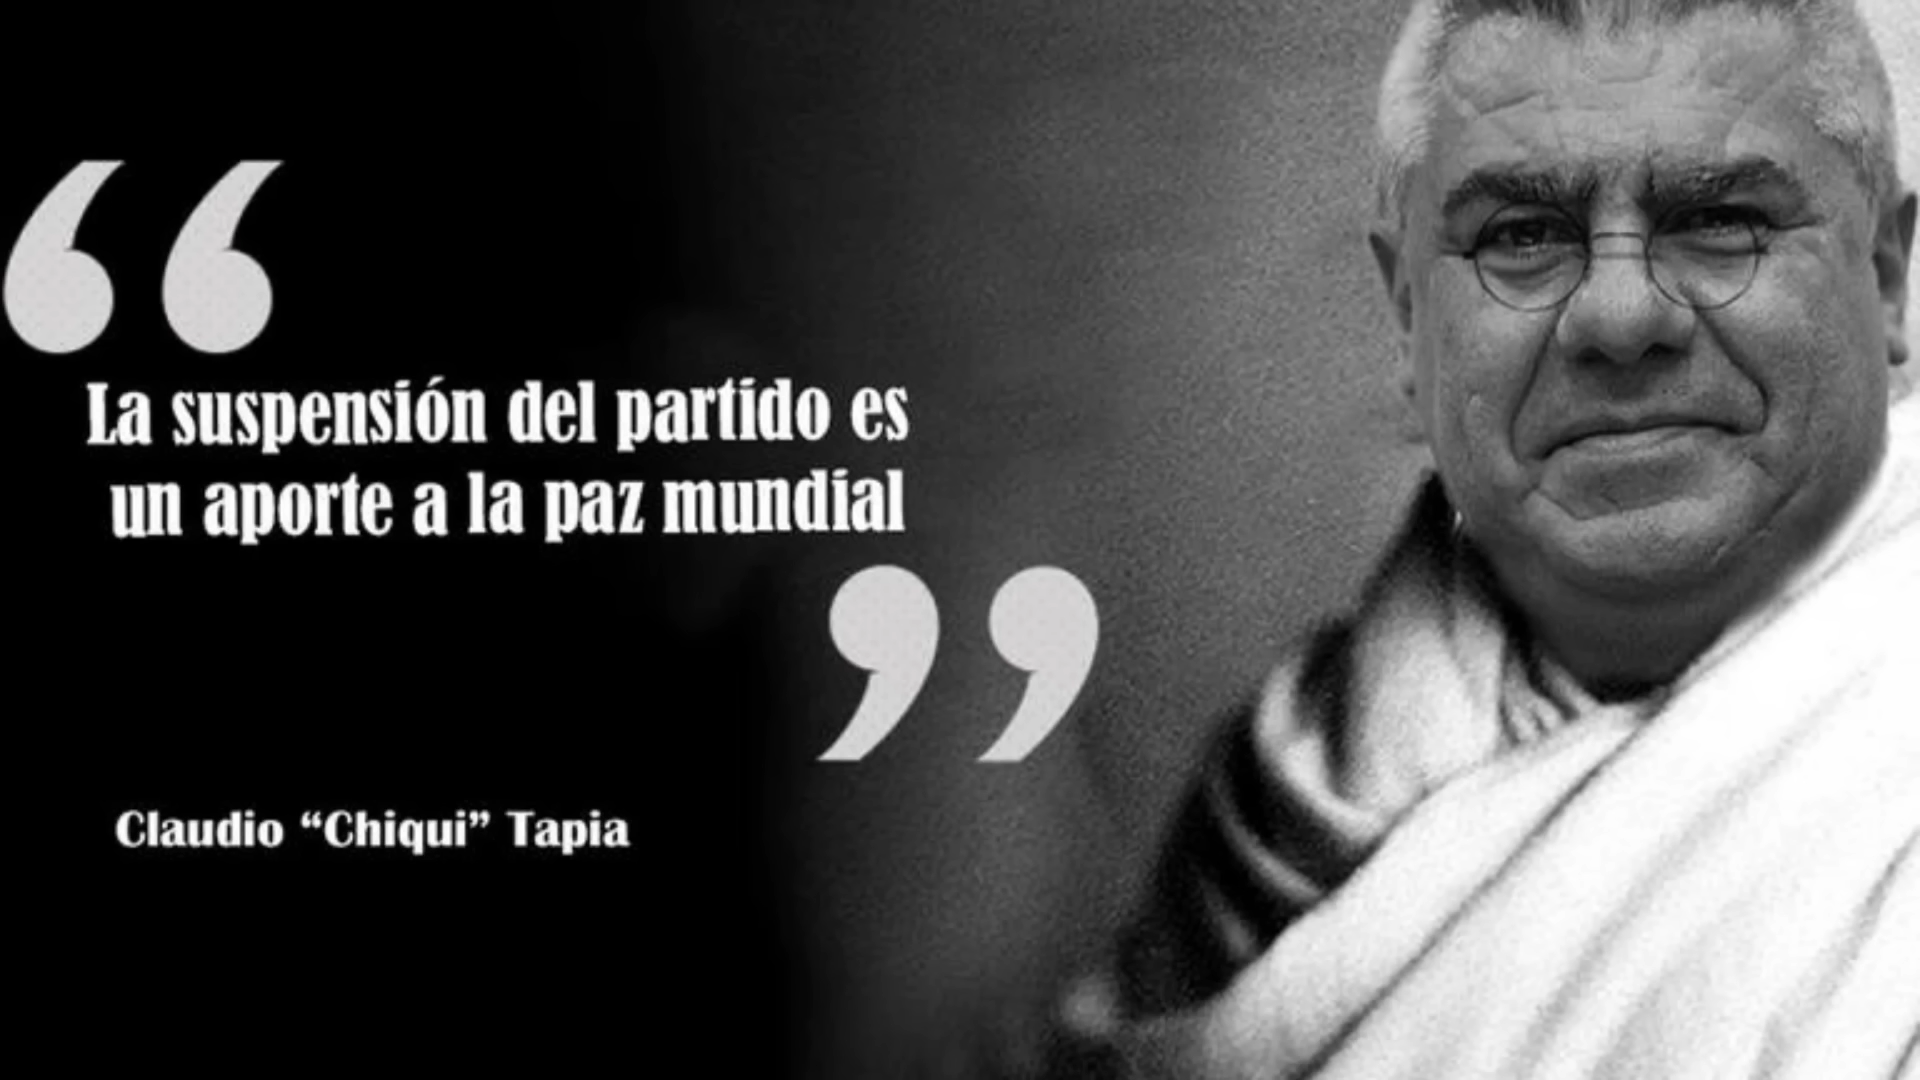 “
La suspensión del partido es
un aporte a la paz mundial
”
Claudio “Chiqui” Tapia